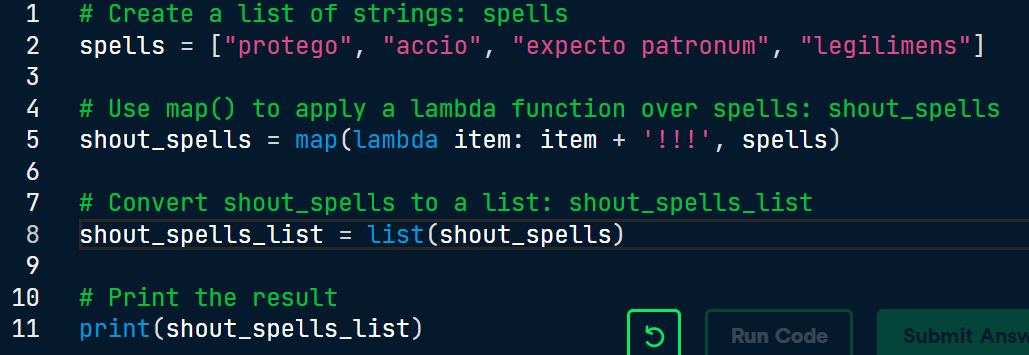 1 # Create a list of strings: spells
2 spells = ["protego", "accio", "expecto patronum", "legilimens"]
3
4 # Use map() to apply a lambda function over spells: shout_spells
5 shout_spells = map(lambda item: item + '!!!', spells)
6
7 # Convert shout_spells to a list: shout_spells_list
8 shout_spells_list = list(shout_spells)
9
10 # Print the result
11 print(shout_spells_list)
Run Code Submit Answ